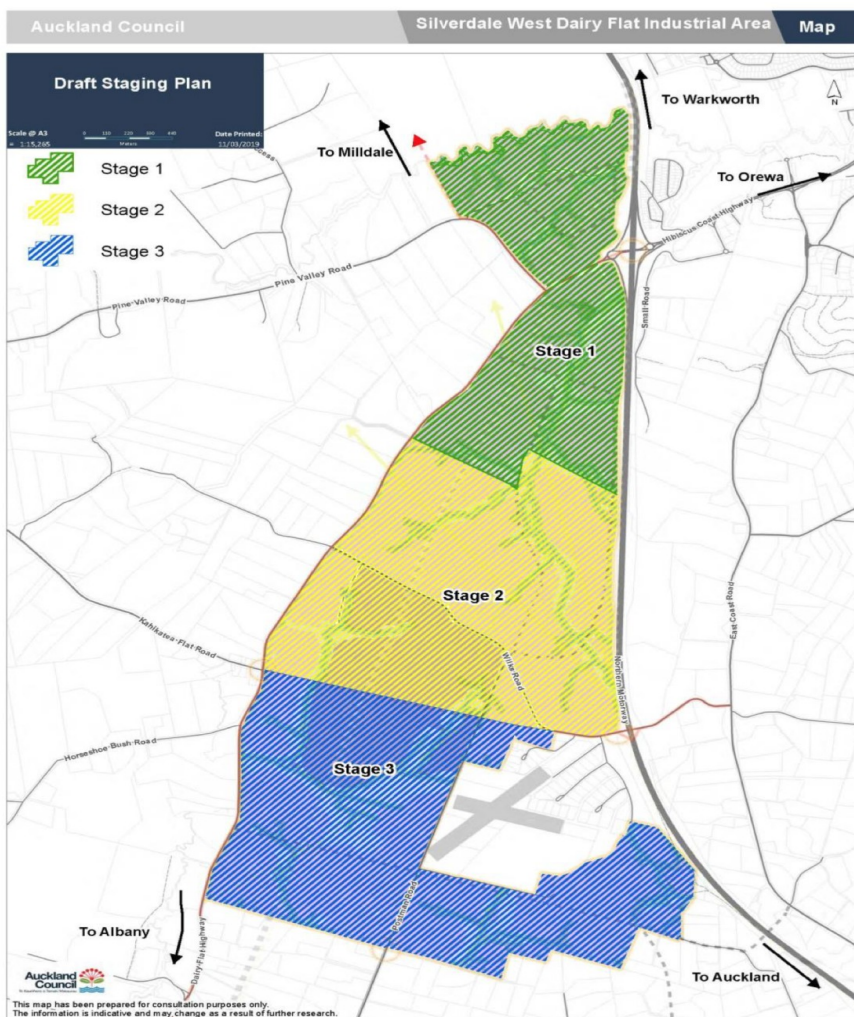 Auckland Council
Silverdale West Dairy Flat Industrial Area
Map
Draft Staging Plan
Scale @ A3
1:15,265
Meters
Date Printed:
11/03/2019
Stage 1
Stage 2
Stage 3
To Milldale
To Warkworth
To Orewa
N
Hibiscus Coast Highway
Pine Valley Road
Pine Valley Road
Small Road
Stage 1
Stage 2
East Coast Road
Kahikatea Flat Road
Wilks Road
Northern Motorway
Horseshoe Bush Road
Stage 3
Postman Road
To Albany
Dairy Flat Highway
To Auckland
Auckland
Council
This map has been prepared for consultation purposes only.
The information is indicative and may change as a result of further research.